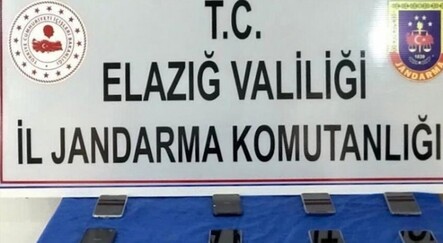 T.C.
ELAZIĞ VALİLİĞİ
İL JANDARMA KOMUTANLIĞI
JANDARMA